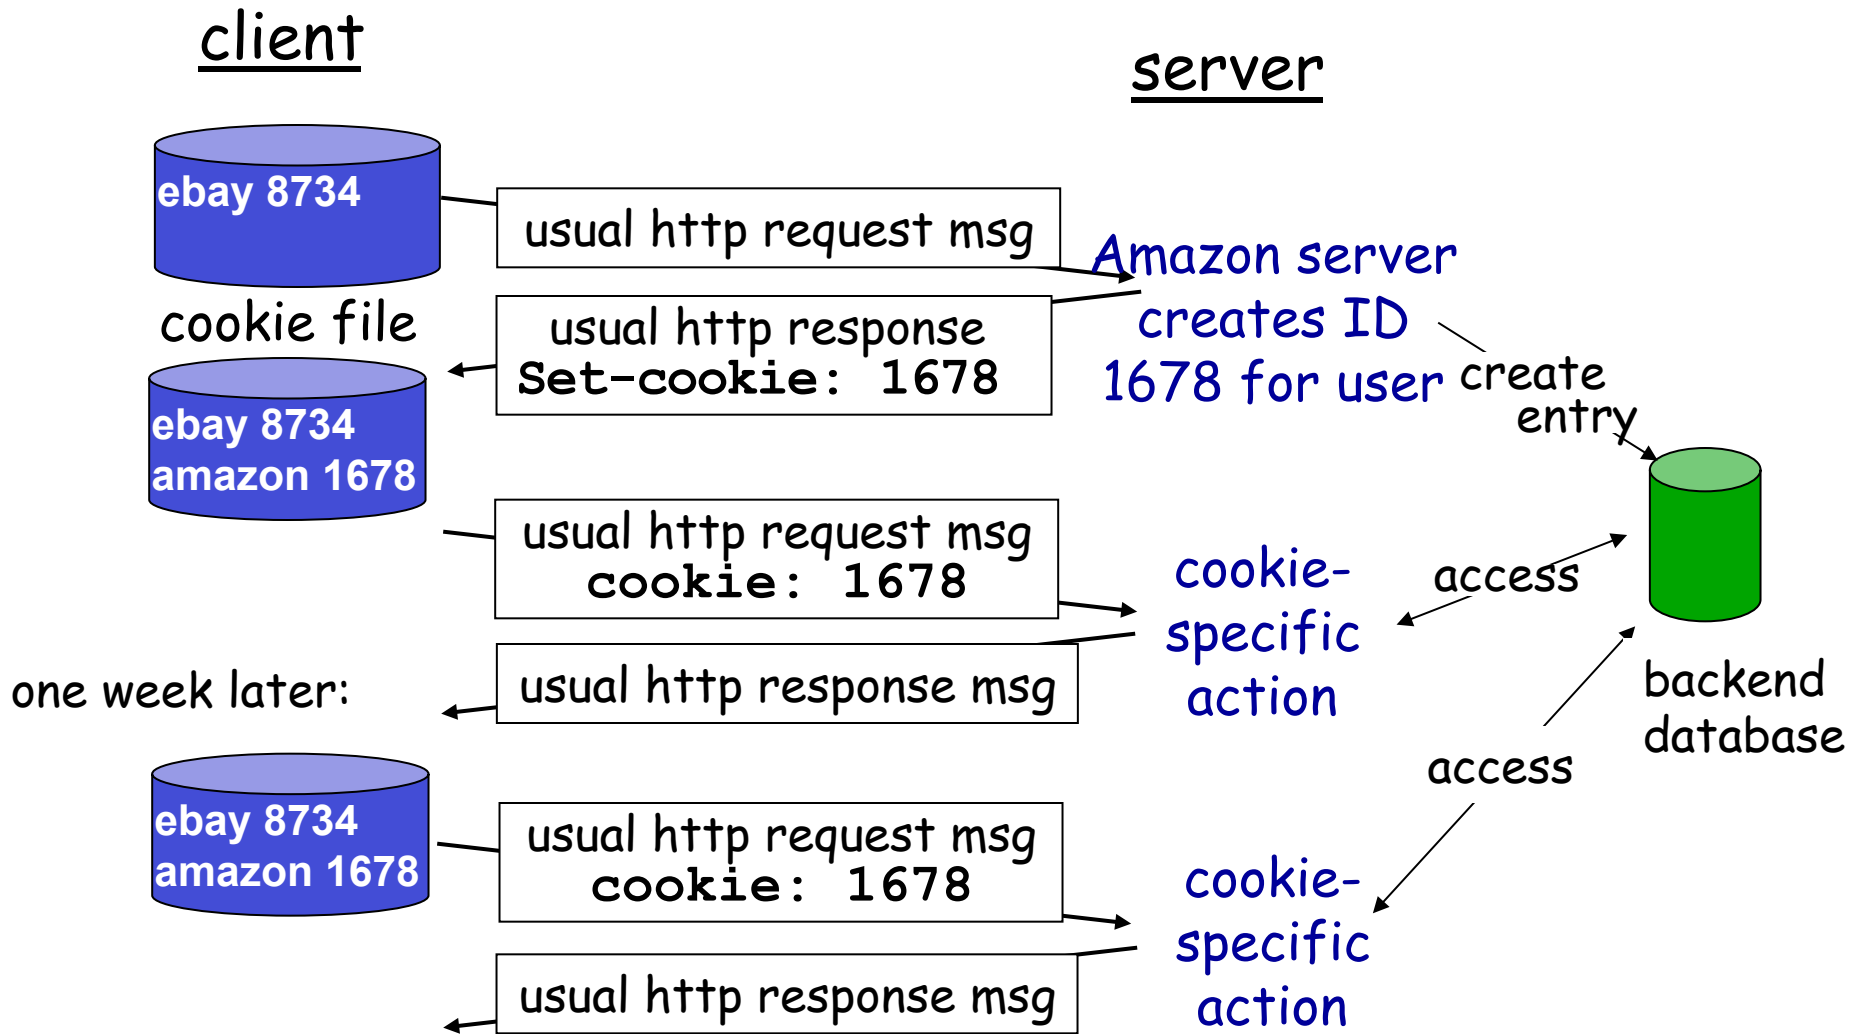 client
server
ebay 8734
usual http request msg
Amazon server
creates ID
1678 for user
cookie file
usual http response
Set-cookie: 1678
create
entry
ebay 8734
amazon 1678
usual http request msg
cookie: 1678
cookie-
specific
action
access
usual http response msg
one week later:
backend
database
access
ebay 8734
amazon 1678
usual http request msg
cookie: 1678
cookie-
specific
action
usual http response msg